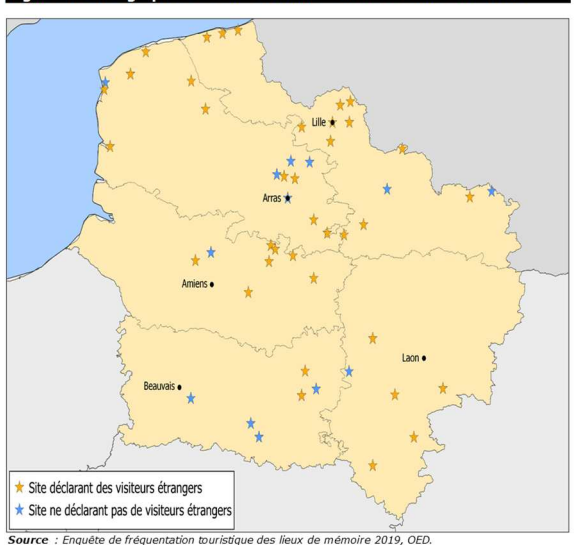 Lille
Arras
Amiens
Laon
Beauvais
Site déclarant des visiteurs étrangers
Site ne déclarant pas de visiteurs étrangers
Source : Enquête de fréquentation touristique des lieux de mémoire 2019, OED.